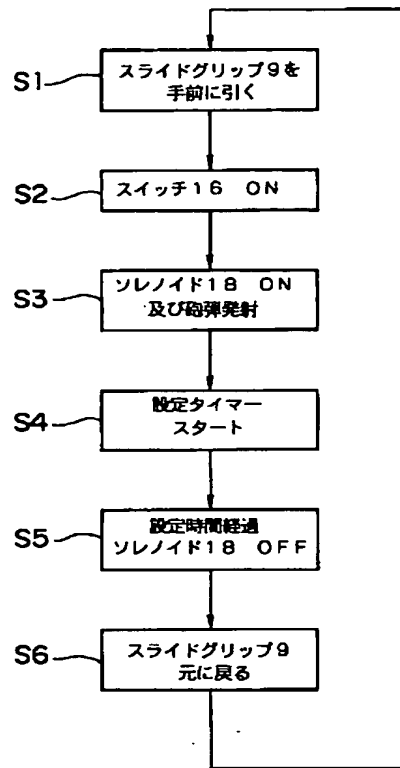 S1
スライドグリップ9を
手前に引く
S2
スイッチ16 ON
S3
ソレノイド18 ON
及び砲弾発射
S4
設定タイマー
スタート
S5
設定時間経過
ソレノイド18 OFF
S6
スライドグリップ9
元に戻る